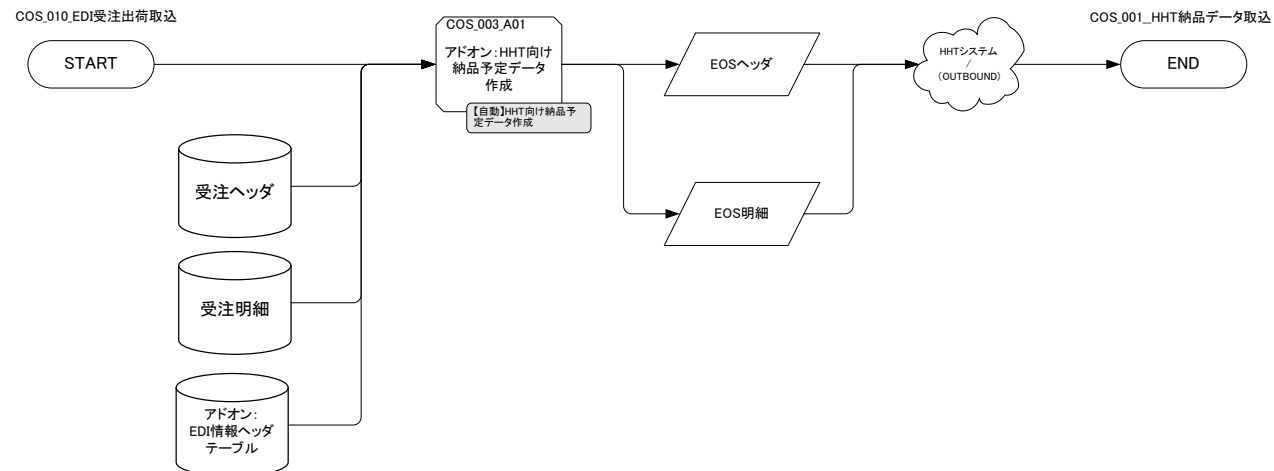 COS_010_EDI受注出荷取込
COS_001_HHT納品データ取込
START
COS_003_A01
アドオン：HHT向け
納品予定データ
作成
【自動】HHT向け納品予
定データ作成
EOSヘッダ
HHTシステム
/
（OUTBOUND）
END
受注ヘッダ
EOS明細
受注明細
アドオン：
EDI情報ヘッダ
テーブル